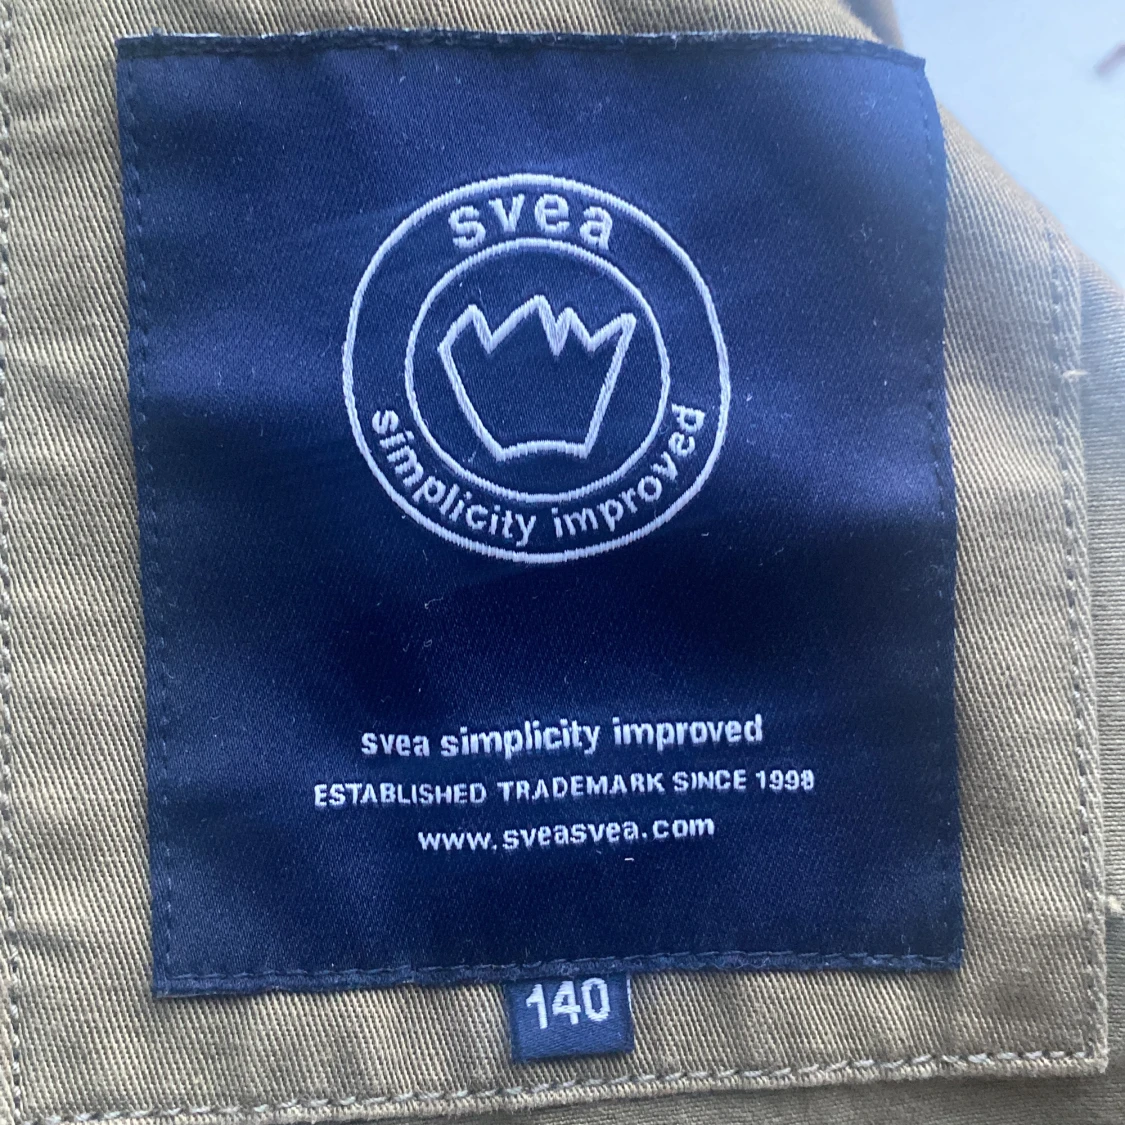 svea
simplicity improved
svea simplicity improved
ESTABLISHED TRADEMARK SINCE 1998
www.sveasvea.com
140